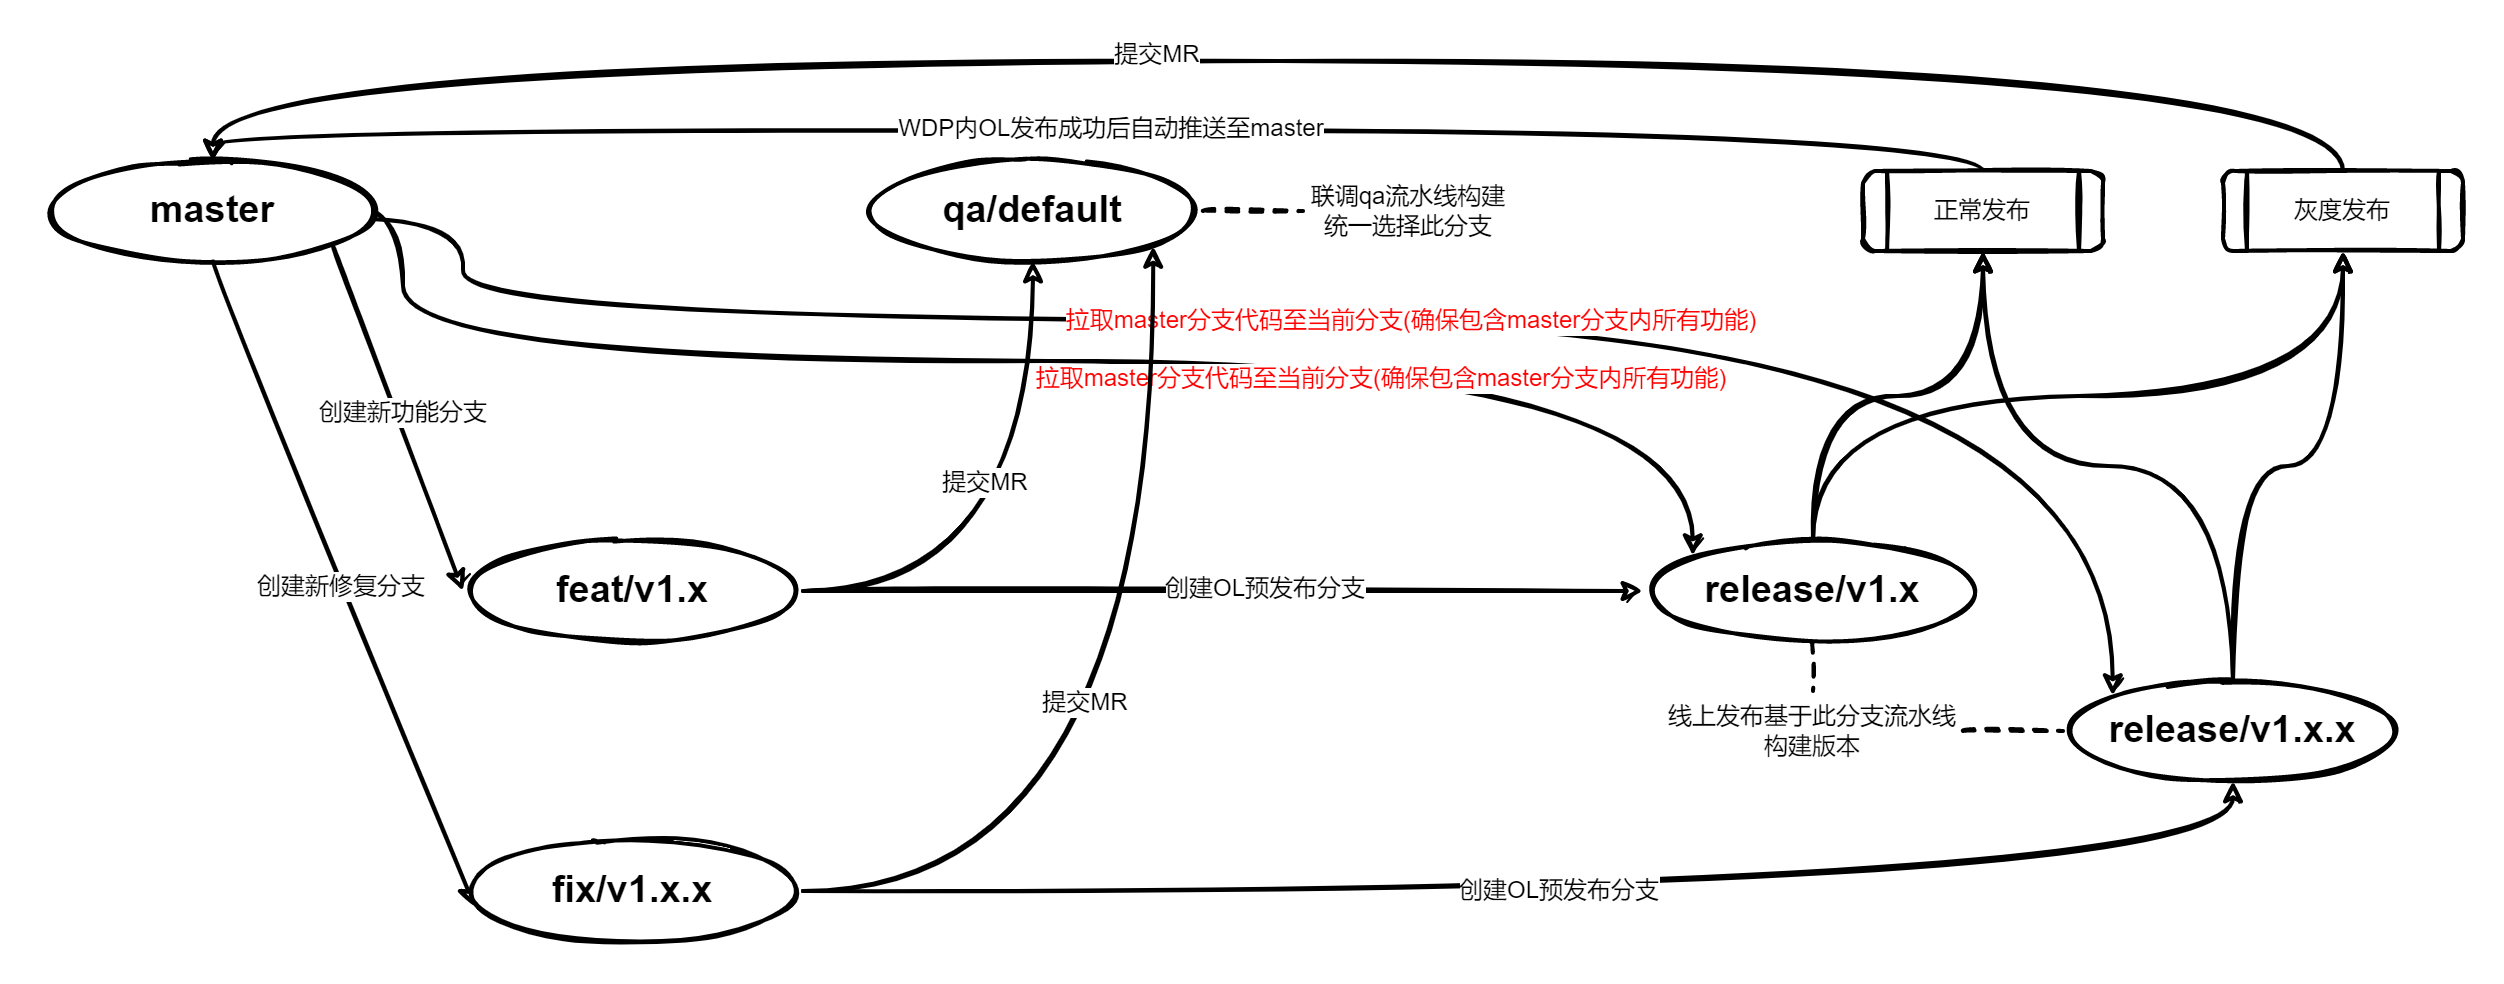 提交MR
WDP内OL发布成功后自动推送至master
master
qa/default
联调qa流水线构建
统一选择此分支
正常发布
灰度发布
拉取master分支代码至当前分支(确保包含master分支内所有功能)
拉取master分支代码至当前分支(确保包含master分支内所有功能)
创建新功能分支
提交MR
创建新修复分支
feat/v1.x
创建OL预发布分支
release/v1.x
提交MR
线上发布基于此分支流水线
构建版本
release/v1.x.x
fix/v1.x.x
创建OL预发布分支